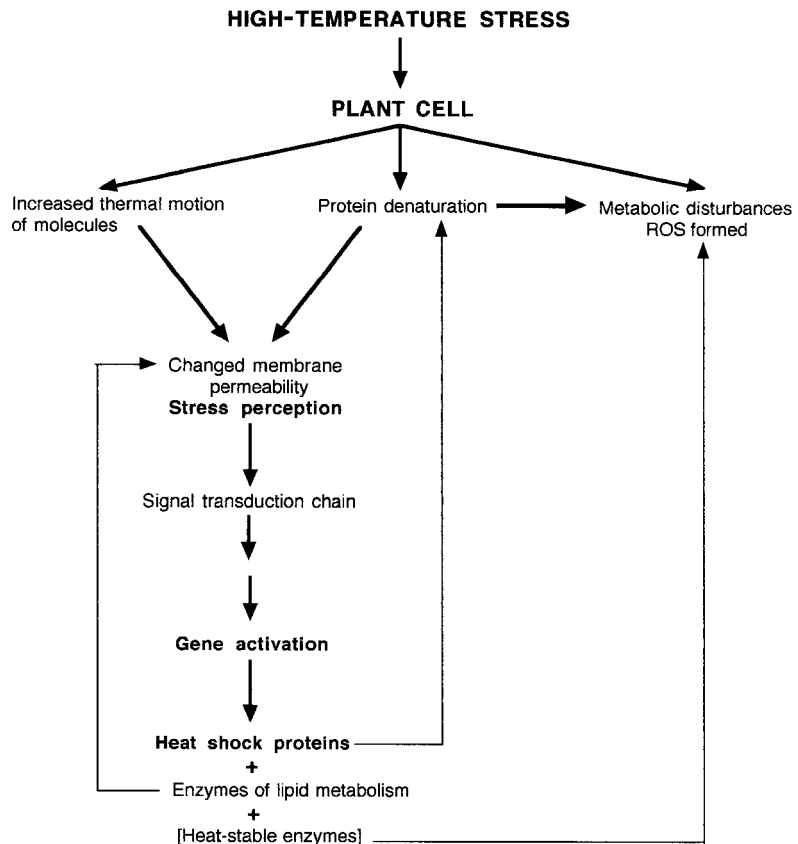 HIGH-TEMPERATURE STRESS
PLANT CELL
Increased thermal motion
of molecules
Protein denaturation
Metabolic disturbances
ROS formed
Changed membrane
permeability
Stress perception
Signal transduction chain
Gene activation
Heat shock proteins
+
Enzymes of lipid metabolism
+
[Heat-stable enzymes]